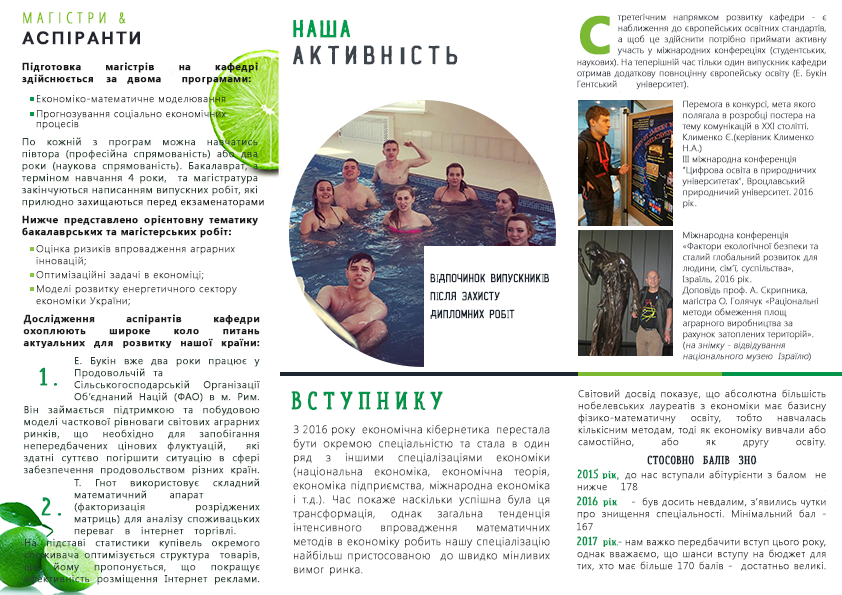 МАГІСТРИ &
АСПІРАНТИ
Підготовка магістрів на кафедрі
здійснюється за двома програмами:
Економіко-математичне моделювання
Прогнозування соціально економічних
процесів
По кожній з програм можна навчатись
півтора (професійна спрямованість) або два
роки (наукова спрямованість). Бакалаврат, з
терміном навчання 4 роки, та магістратура
закінчуються написанням випускних робіт, які
прилюдно захищаються перед екзаменаторами
Нижче представлено орієнтовну тематику
бакалаврських та магістерських робіт:
Оцінка ризиків впровадження аграрних
інновацій;
Оптимізаційні задачі в економіці;
Моделі розвитку енергетичного сектору
економіки України;
Дослідження аспірантів кафедри
охоплюють широке коло питань
актуальних для розвитку нашої країни:
1.
Е. Букін вже два роки працює у
Продовольчій та
Сільськогосподарській Організації
Об'єднаний Націй (ФАО) в м. Рим.
Він займається підтримкою та побудовою
моделі часткової рівноваги світових аграрних
ринків, що необхідно для запобігання
непередбачених цінових флуктуацій, які
здатні суттєво погіршити ситуацію в сфері
забезпечення продовольством різних країн.
2.
Т. Гнот використовує складний
математичний апарат
(факторизація розріджених
матриць) для аналізу споживацьких
переваг в інтернет торгівлі.
На підставі статистики купівель окремого
споживача оптимізується структура товарів,
що йому пропонується, що покращує
ефективність розміщення Інтернет реклами.
НАША
АКТИВНІСТЬ
ВІДПОЧИНОК ВИПУСКНИКІВ
ПІСЛЯ ЗАХИСТУ
ДИПЛОМНИХ РОБІТ
Стретегічним напрямком розвитку кафедри - є
наближення до європейських освітних стандартів,
а щоб це здійснити потрібно приймати активну
участь у міжнародних конференціях (студентських,
наукових). На теперішній час тільки один випускник кафедри
отримав додаткову повноцінну європейську освіту (Е. Букін
Гентський університет).
Перемога в конкурсі, мета якого
полягала в розробці постера на
тему комунікацій в XXI столітті.
Клименко Є.(керівник Клименко
Н.А.)
III міжнародна конференція
"Цифрова освіта в природничих
університетах", Вроцлавський
природничий університет. 2016
рік.
Міжнародна конференція
«Фактори екологічної безпеки та
сталий глобальний розвиток для
людини, сім'ї, суспільства»,
Ізраїль, 2016 рік.
Доповідь проф. А. Скрипника,
магістра О. Голячук «Раціональні
методи обмеження площ
аграрного виробництва за
рахунок затоплених територій».
(на знімку - відвідування
національного музею Ізраїлю)
ВСТУПНИКУ
З 2016 року економічна кібернетика перестала
бути окремою спеціальністю та стала в один
ряд з іншими спеціалізаціями економіки
(національна економіка, економічна теорія,
економіка підприємства, міжнародна економіка
і т.д.). Час покаже наскільки успішна була ця
трансформація, однак загальна тенденція
інтенсивного впровадження математичних
методів в економіку робить нашу спеціалізацію
найбільш пристосованою до швидко мінливих
вимог ринка.
Світовий досвід показує, що абсолютна більшість
нобелевських лауреатів з економіки має базисну
фізико-математичну освіту, тобто навчалась
кількісним методам, тоді як економіку вивчали або
самостійно, або як другу освіту.
СТОСОВНО БАЛІВ ЗНО
2015 рік, до нас вступали абітурієнти з балом не
нижче 178
2016 рік - був досить невдалим, з'явились чутки
про знищення спеціальності. Мінімальний бал -
167
2017 рік.- нам важко передбачити вступ цього року,
однак вважаємо, що шанси вступу на бюджет для
тих, хто має більше 170 балів - достатньо великі.